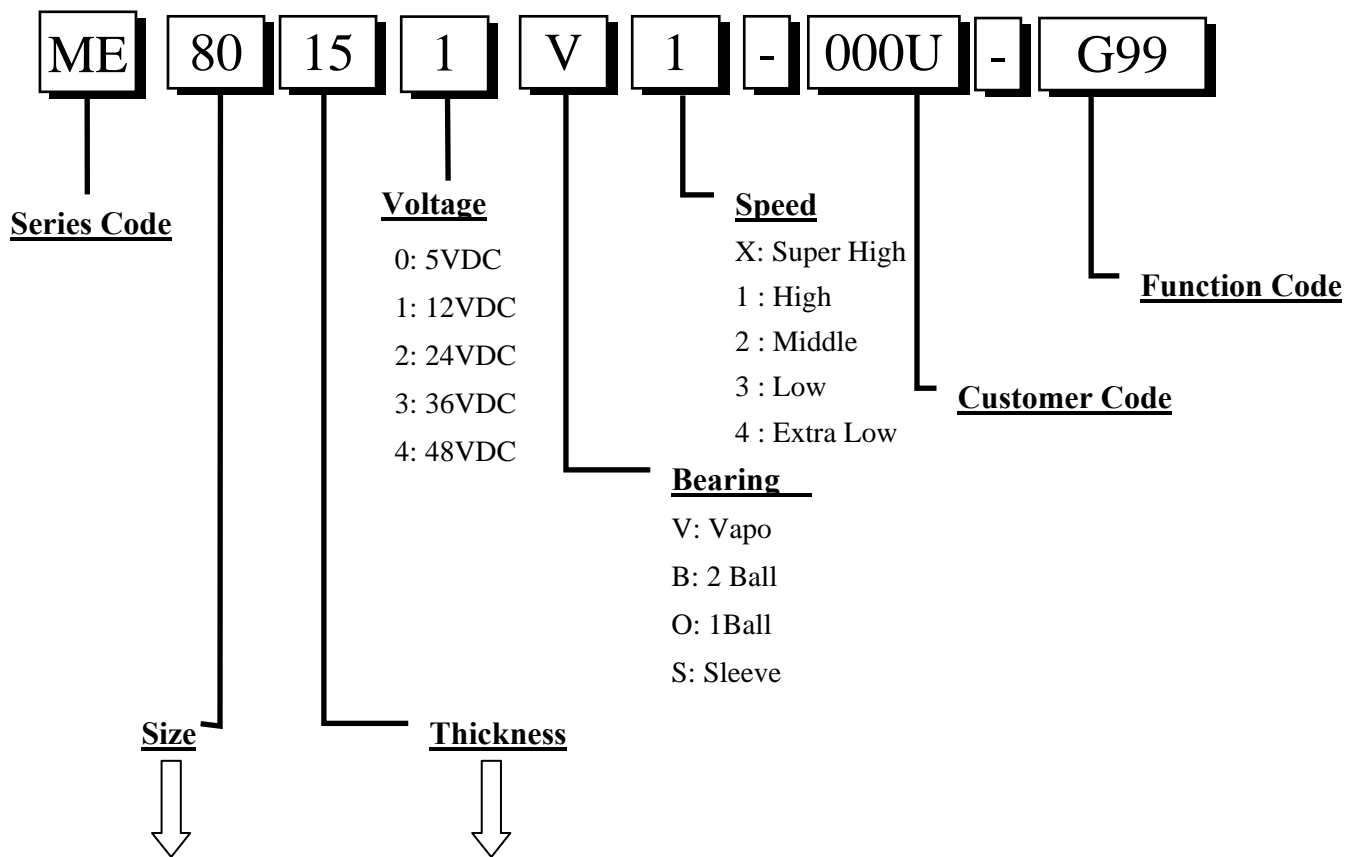 ME 80 15 1 V 1 - 000U - G99
Series Code
Voltage
0: 5VDC
1: 12VDC
2: 24VDC
3: 36VDC
4: 48VDC
Speed
X: Super High
1 : High
2 : Middle
3 : Low
4 : Extra Low
Function Code
Customer Code
Bearing
V: Vapo
B: 2 Ball
O: 1Ball
S: Sleeve
Size
Thickness